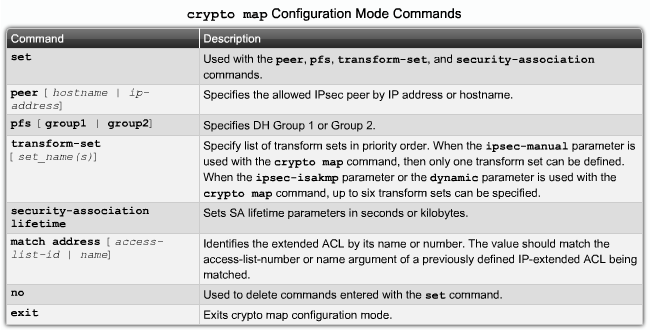 crypto map Configuration Mode Commands
Command Description
set Used with the peer, pfs, transform-set, and security-association
commands.
peer [ hostname | ip-
address] Specifies the allowed IPsec peer by IP address or hostname.
pfs [ group1 | group2] Specifies DH Group 1 or Group 2.
transform-set
[ set_name(s)]
Specify list of transform sets in priority order. When the ipsec-manual parameter is
used with the crypto map command, then only one transform set can be defined.
When the ipsec-isakmp parameter or the dynamic parameter is used with the
crypto map command, up to six transform sets can be specified.
security-association
lifetime
Sets SA lifetime parameters in seconds or kilobytes.
match address [ access-
list-id | name]
Identifies the extended ACL by its name or number. The value should match the
access-list-number or name argument of a previously defined IP-extended ACL being
matched.
no Used to delete commands entered with the set command.
exit Exits crypto map configuration mode.